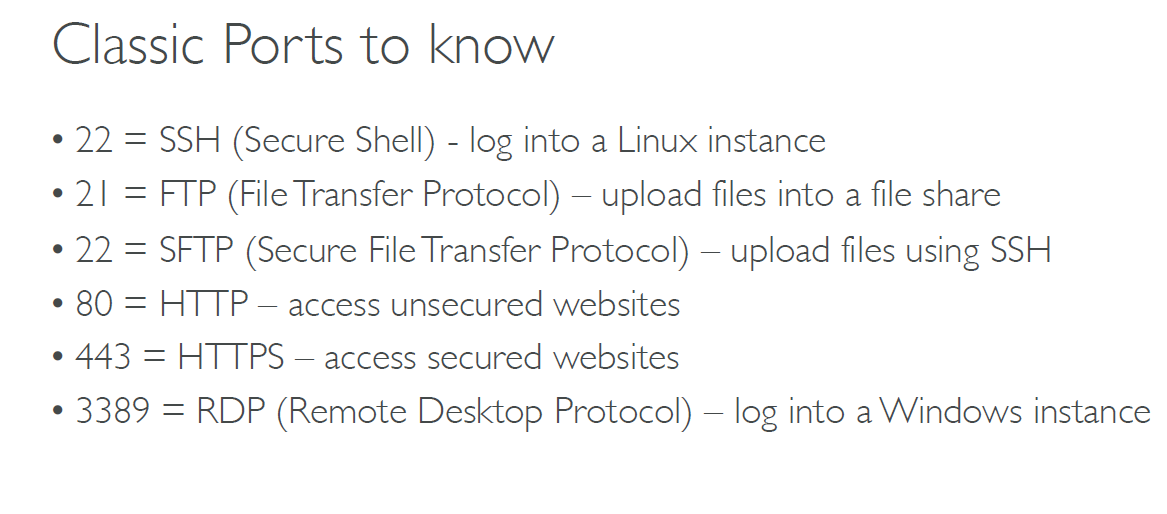 Classic Ports to know
• 22 = SSH (Secure Shell) - log into a Linux instance
• 21 = FTP (File Transfer Protocol) – upload files into a file share
• 22 = SFTP (Secure File Transfer Protocol) – upload files using SSH
• 80 = HTTP – access unsecured websites
• 443 = HTTPS – access secured websites
• 3389 = RDP (Remote Desktop Protocol) – log into a Windows instance